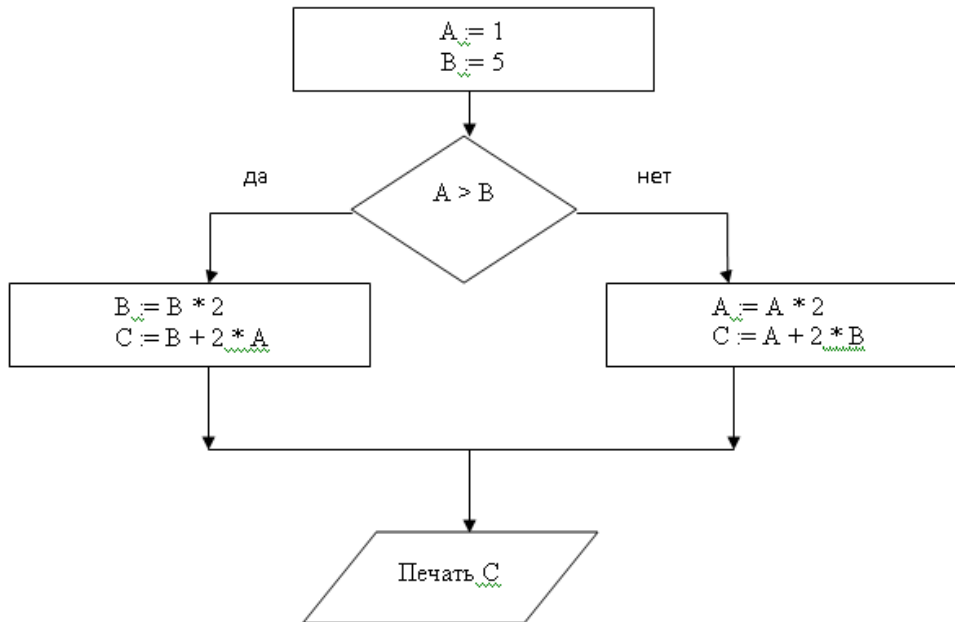 A := 1
B := 5
A > B
да
нет
B := B * 2
C := B + 2 * A
A := A * 2
C := A + 2 * B
Печать C